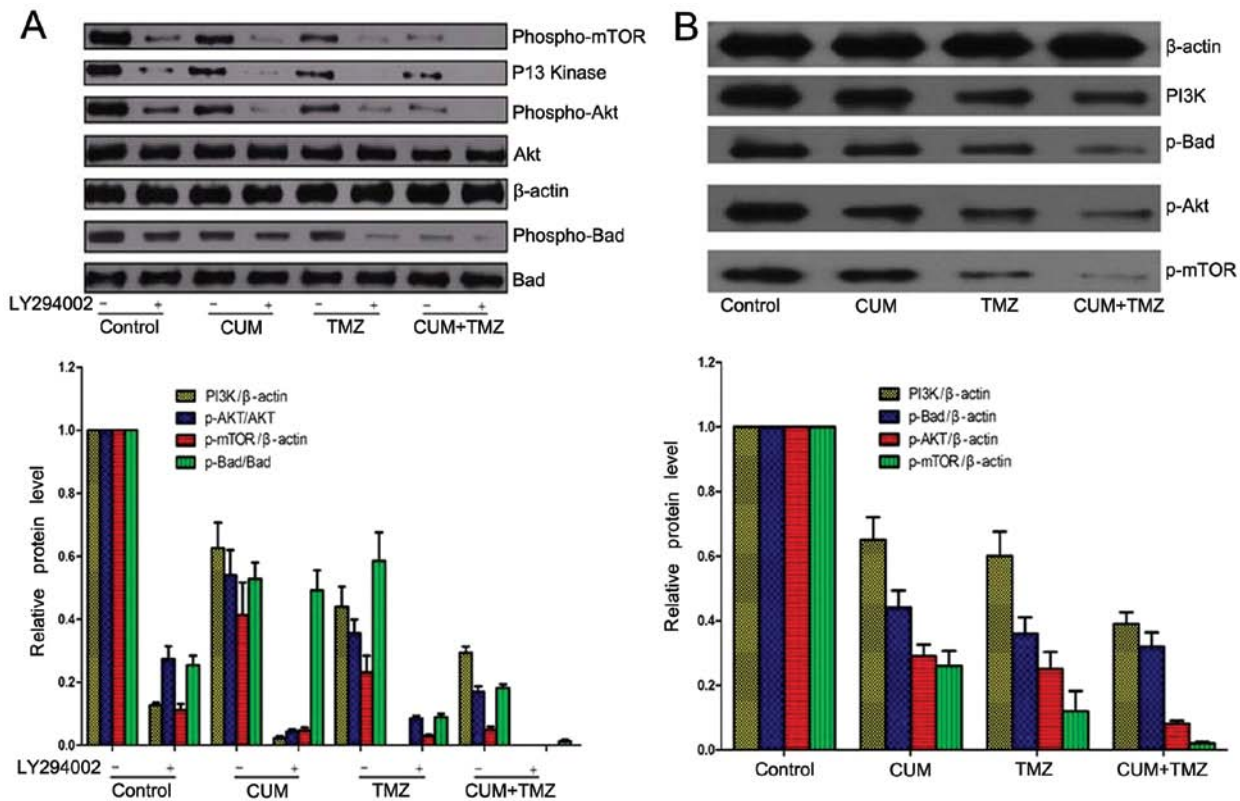 A
Phospho-mTOR
P13 Kinase
Phospho-Akt
Akt
β-actin
Phospho-Bad
Bad
LY294002 − + − + − + − +
Control CUM TMZ CUM+TMZ
B
β-actin
PI3K
p-Bad
p-Akt
p-mTOR
Control CUM TMZ CUM+TMZ
Relative protein level
1.2
1.0
0.8
0.6
0.4
0.2
0.0
PI3K/β-actin
p-AKT/AKT
p-mTOR/β-actin
p-Bad/Bad
LY294002 − + − + − + − +
Control CUM TMZ CUM+TMZ
Relative protein level
1.2
1.0
0.8
0.6
0.4
0.2
0.0
PI3K/β-actin
p-Bad/β-actin
p-AKT/β-actin
p-mTOR/β-actin
Control CUM TMZ CUM+TMZ